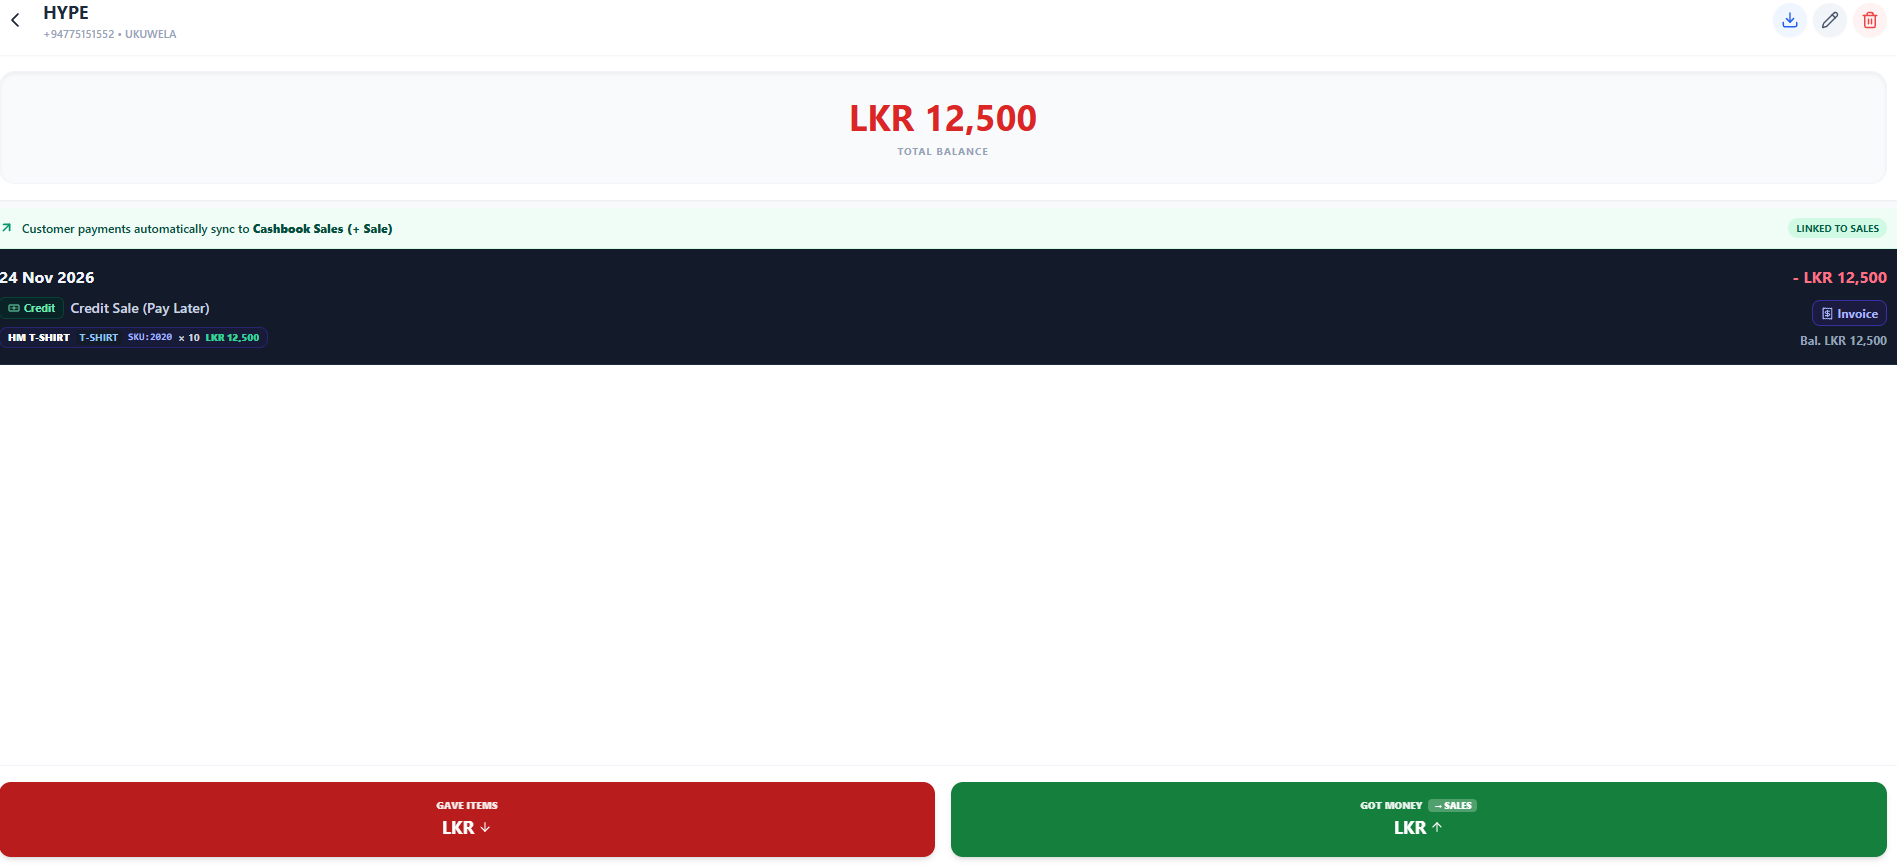 HYPE
+94775151552 • UKUWELA
LKR 12,500
TOTAL BALANCE
Customer payments automatically sync to Cashbook Sales (+ Sale)
LINKED TO SALES
24 Nov 2026
- LKR 12,500
Credit Credit Sale (Pay Later)
Invoice
HM T-SHIRT T-SHIRT SKU:2020 × 10 LKR 12,500
Bal. LKR 12,500
GAVE ITEMS
LKR ↓
GOT MONEY → SALES
LKR ↑